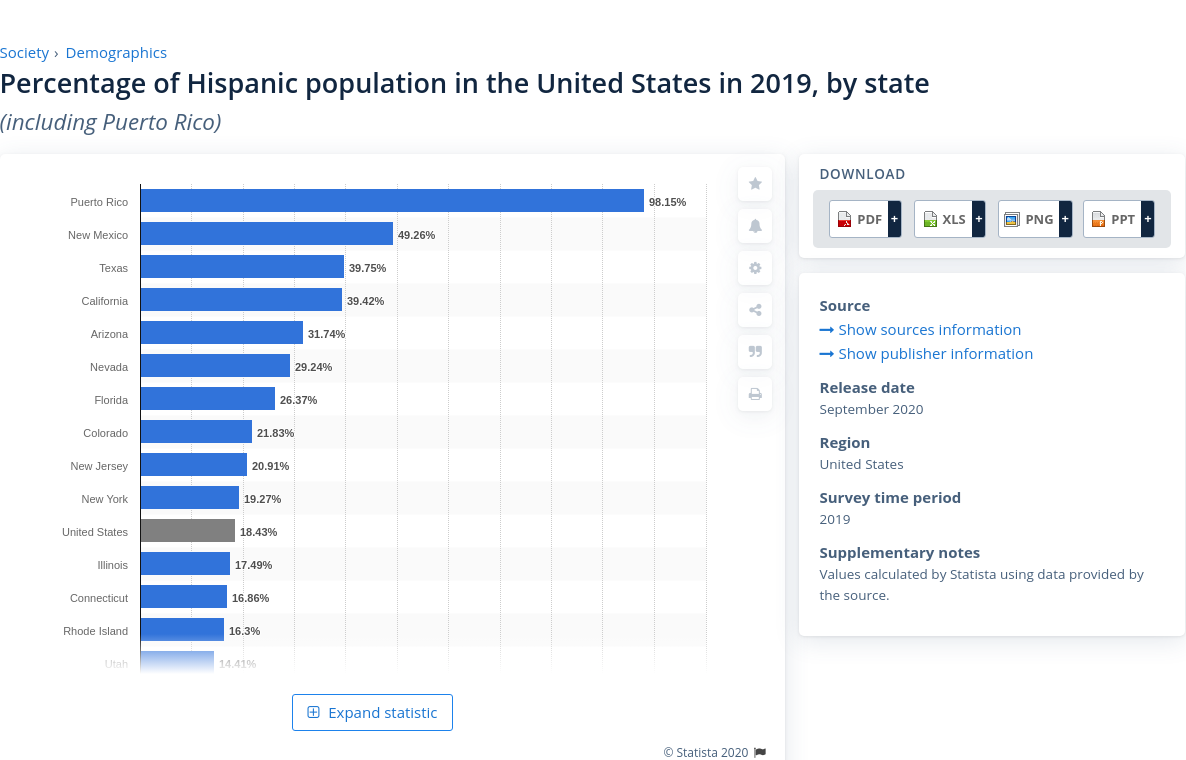 Society › Demographics
Percentage of Hispanic population in the United States in 2019, by state
(including Puerto Rico)
Puerto Rico 98.15%
New Mexico 49.26%
Texas 39.75%
California 39.42%
Arizona 31.74%
Nevada 29.24%
Florida 26.37%
Colorado 21.83%
New Jersey 20.91%
New York 19.27%
United States 18.43%
Illinois 17.49%
Connecticut 16.86%
Rhode Island 16.3%
Utah 14.41%
Expand statistic
© Statista 2020
DOWNLOAD
PDF + XLS + PNG + PPT +
Source
Show sources information
Show publisher information
Release date
September 2020
Region
United States
Survey time period
2019
Supplementary notes
Values calculated by Statista using data provided by
the source.